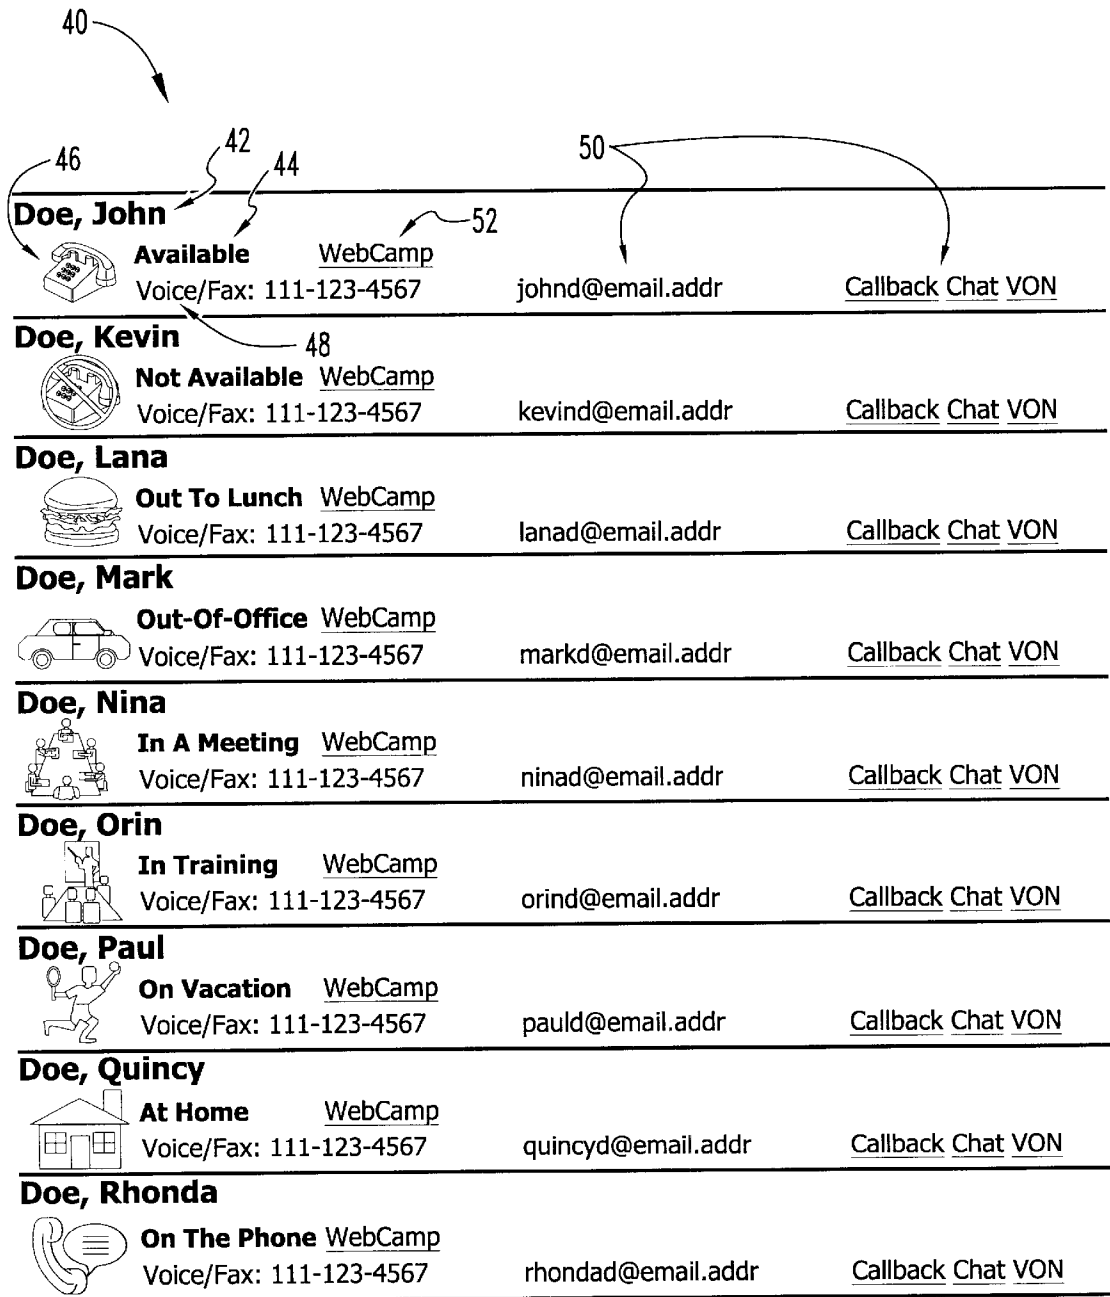 40
42
46
44
50
52
Doe, John
Available WebCamp
Voice/Fax: 111-123-4567 johnd@email.addr Callback Chat VON
48
Doe, Kevin
Not Available WebCamp
Voice/Fax: 111-123-4567 kevind@email.addr Callback Chat VON
Doe, Lana
Out To Lunch WebCamp
Voice/Fax: 111-123-4567 lanad@email.addr Callback Chat VON
Doe, Mark
Out-Of-Office WebCamp
Voice/Fax: 111-123-4567 markd@email.addr Callback Chat VON
Doe, Nina
In A Meeting WebCamp
Voice/Fax: 111-123-4567 ninad@email.addr Callback Chat VON
Doe, Orin
In Training WebCamp
Voice/Fax: 111-123-4567 orind@email.addr Callback Chat VON
Doe, Paul
On Vacation WebCamp
Voice/Fax: 111-123-4567 pauld@email.addr Callback Chat VON
Doe, Quincy
At Home WebCamp
Voice/Fax: 111-123-4567 quincyd@email.addr Callback Chat VON
Doe, Rhonda
On The Phone WebCamp
Voice/Fax: 111-123-4567 rhondad@email.addr Callback Chat VON